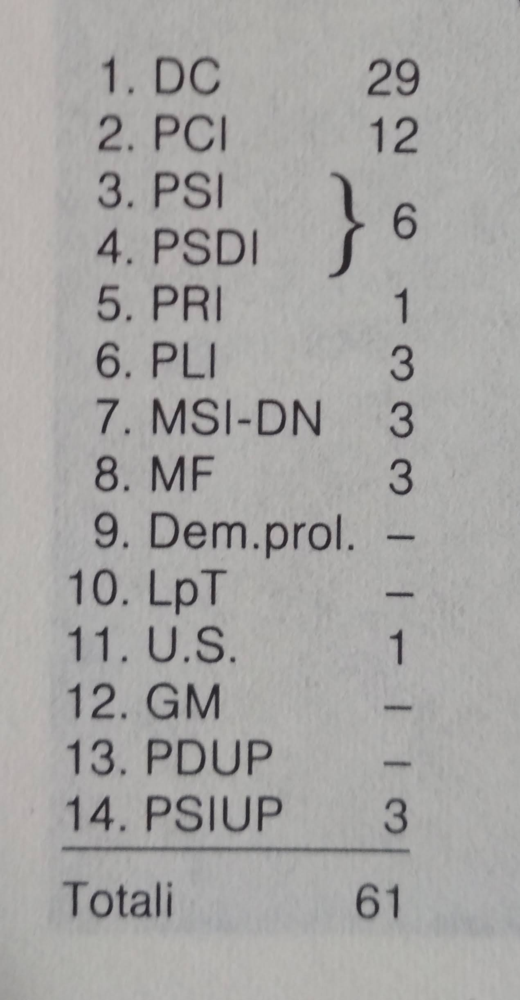 1. DC 29
2. PCI 12
3. PSI
4. PSDI } 6
5. PRI 1
6. PLI 3
7. MSI-DN 3
8. MF 3
9. Dem.prol. –
10. LpT –
11. U.S. 1
12. GM –
13. PDUP –
14. PSIUP 3
Totali 61